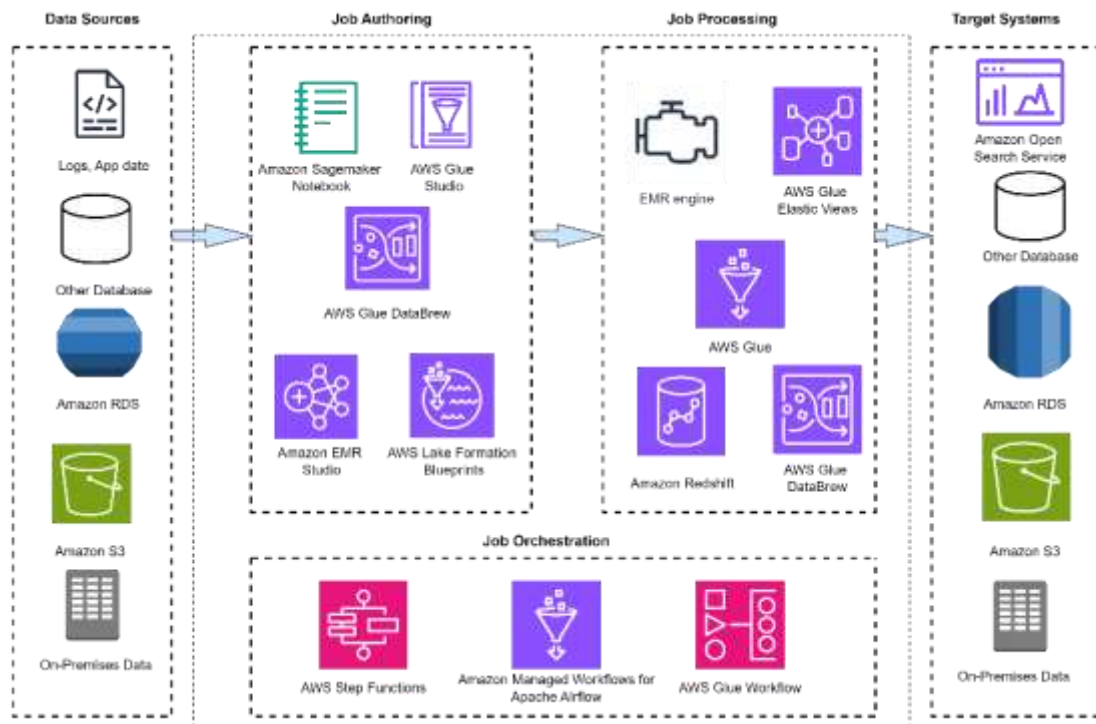 Data Sources
Job Authoring
Job Processing
Target Systems
Logs, App date
Other Database
Amazon RDS
Amazon S3
On-Premises Data
Amazon Sagemaker
Notebook
AWS Glue
Studio
AWS Glue DataBrew
Amazon EMR
Studio
AWS Lake Formation
Blueprints
EMR engine
AWS Glue
Elastic Views
AWS Glue
Amazon Redshift
AWS Glue
DataBrew
Job Orchestration
AWS Step Functions
Amazon Managed Workflows for
Apache Airflow
AWS Glue Workflow
Amazon Open
Search Service
Other Database
Amazon RDS
Amazon S3
On-Premises Data